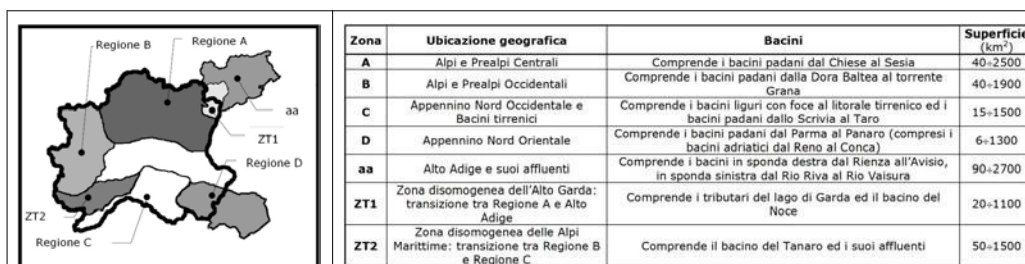 Regione B
Regione A
aa
ZT1
Regione D
ZT2
Regione C
Zona Ubicazione geografica Bacini Superficie
(km²)
A Alpi e Prealpi Centrali Comprende i bacini padani dal Chiese al Sesia 40÷2500
B Alpi e Prealpi Occidentali Comprende i bacini padani dalla Dora Baltea al torrente
Grana 40÷1900
C Appennino Nord Occidentale e
Bacini tirrenici Comprende i bacini liguri con foce al litorale tirrenico ed i
bacini padani dallo Scrivia al Taro 15÷1500
D Appennino Nord Orientale Comprende i bacini padani dal Parma al Panaro (compresi i
bacini adriatici dal Reno al Conca) 6÷1300
aa Alto Adige e suoi affluenti Comprende i bacini in sponda destra dal Rienza all'Avisio,
in sponda sinistra dal Rio Riva al Rio Vaisura 90÷2700
ZT1 Zona disomogenea dell'Alto Garda:
transizione tra Regione A e Alto
Adige Comprende i tributari del lago di Garda ed il bacino del
Noce 20÷1100
ZT2 Zona disomogenea delle Alpi
Marittime: transizione tra Regione B
e Regione C Comprende il bacino del Tanaro ed i suoi affluenti 50÷1500